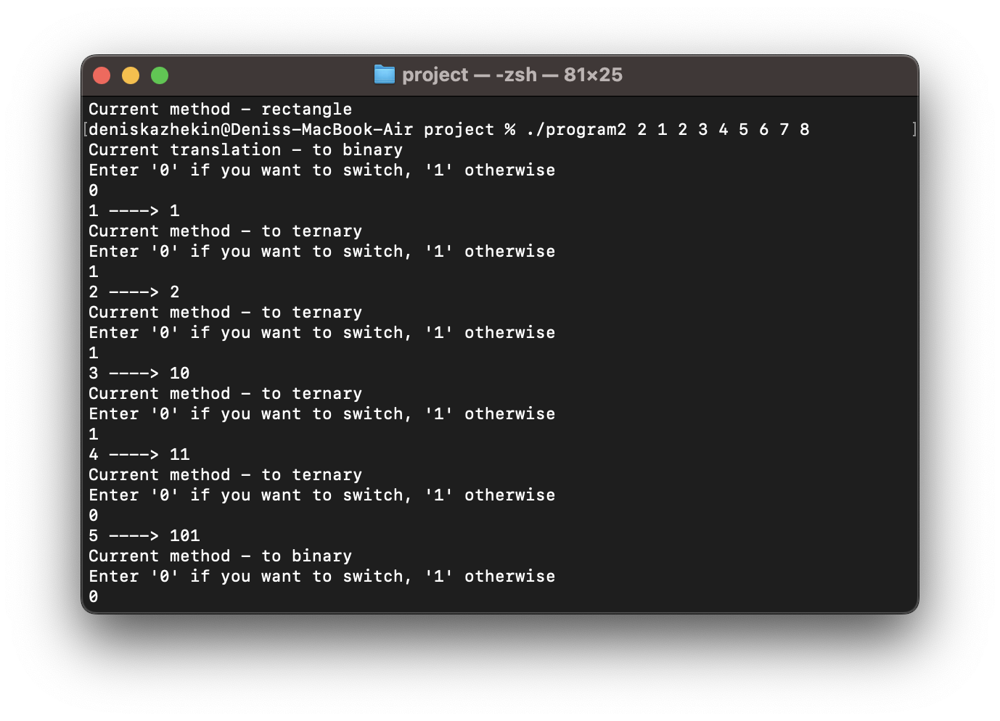 project — -zsh — 81×25
Current method - rectangle
[deniskazhekin@Deniss-MacBook-Air project % ./program2 2 1 2 3 4 5 6 7 8 ]
Current translation - to binary
Enter '0' if you want to switch, '1' otherwise
0
1 ----> 1
Current method - to ternary
Enter '0' if you want to switch, '1' otherwise
1
2 ----> 2
Current method - to ternary
Enter '0' if you want to switch, '1' otherwise
1
3 ----> 10
Current method - to ternary
Enter '0' if you want to switch, '1' otherwise
1
4 ----> 11
Current method - to ternary
Enter '0' if you want to switch, '1' otherwise
0
5 ----> 101
Current method - to binary
Enter '0' if you want to switch, '1' otherwise
0